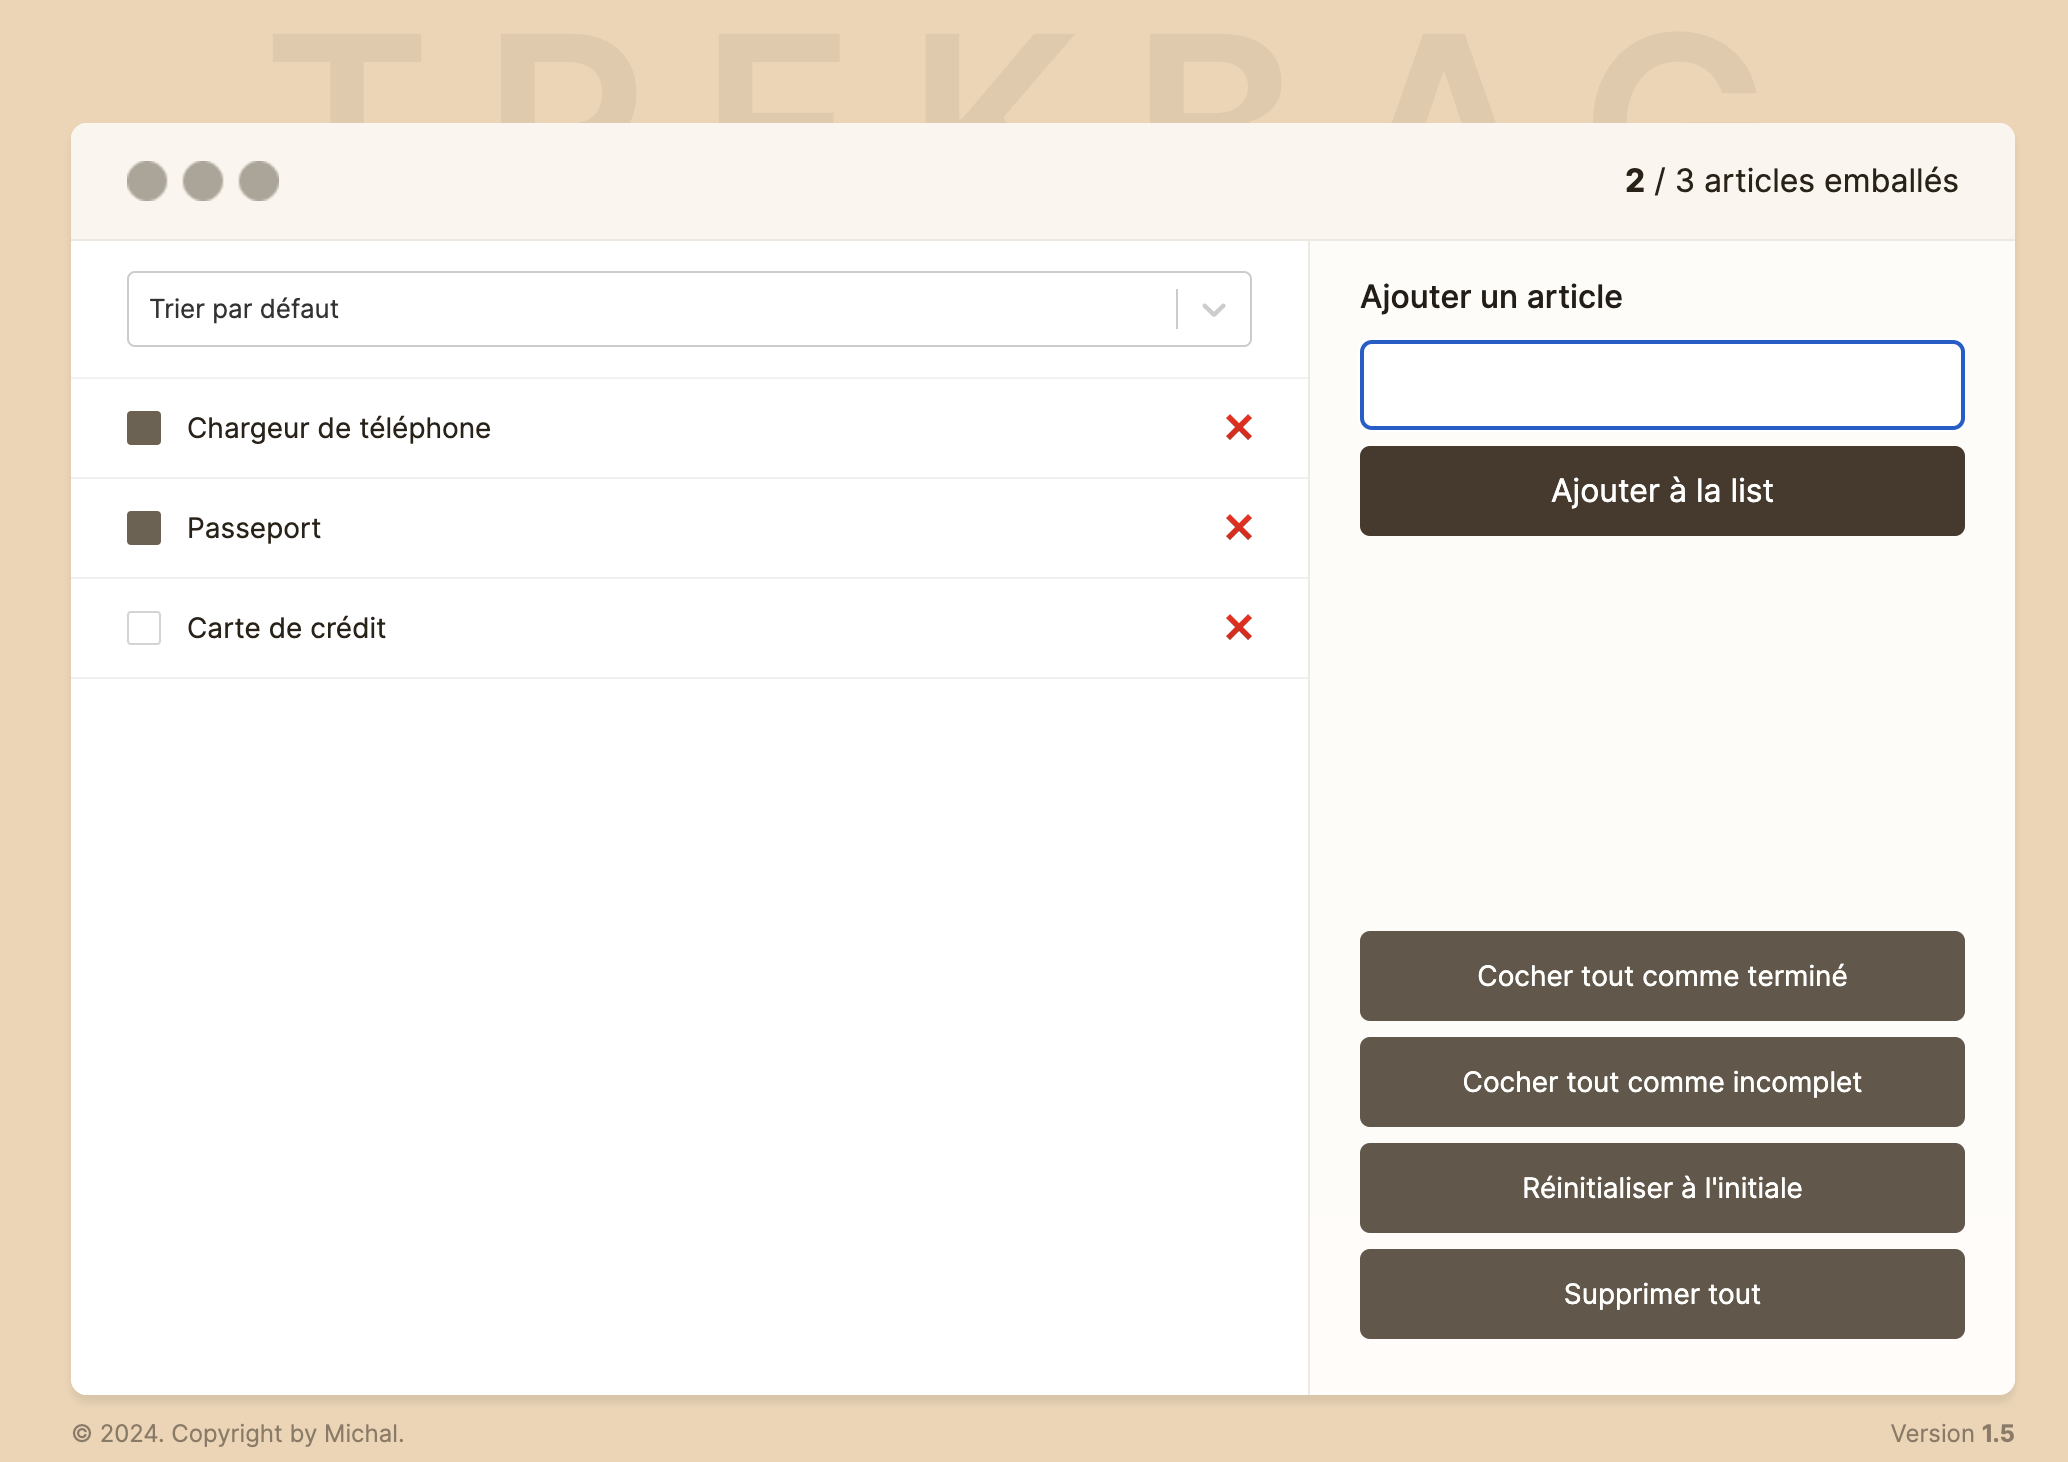 2 / 3 articles emballés
Trier par défaut
Chargeur de téléphone
Passeport
Carte de crédit
Ajouter un article
Ajouter à la list
Cocher tout comme terminé
Cocher tout comme incomplet
Réinitialiser à l'initiale
Supprimer tout
© 2024. Copyright by Michal.
Version 1.5